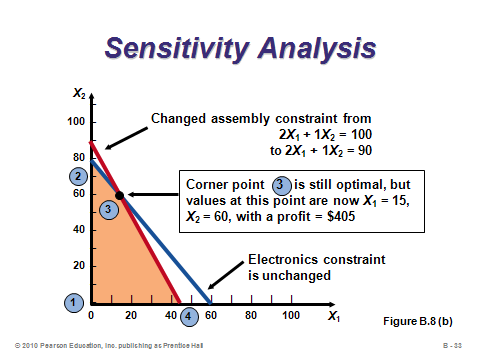 Sensitivity Analysis
X2
100
80
60
40
20
0 20 40 60 80 100 X1
1
2
3
4
Changed assembly constraint from
2X1 + 1X2 = 100
to 2X1 + 1X2 = 90
Corner point 3 is still optimal, but
values at this point are now X1 = 15,
X2 = 60, with a profit = $405
Electronics constraint
is unchanged
Figure B.8 (b)
© 2010 Pearson Education, Inc. publishing as Prentice Hall
B - 38